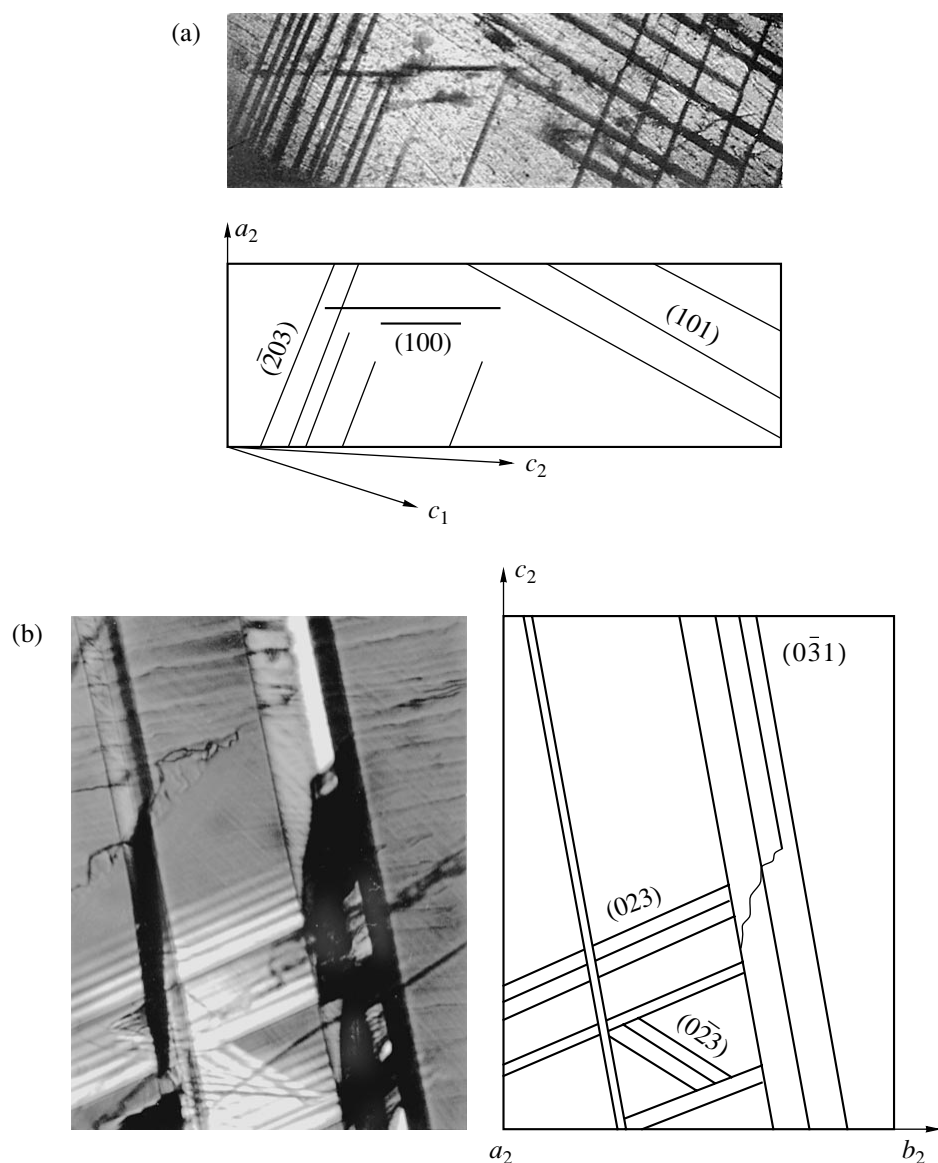 (a)
a₂
(2̅03)
(100)
(101)
c₂
c₁
(b)
c₂
(03̅1)
(023)
(02̅3̅)
a₂
b₂